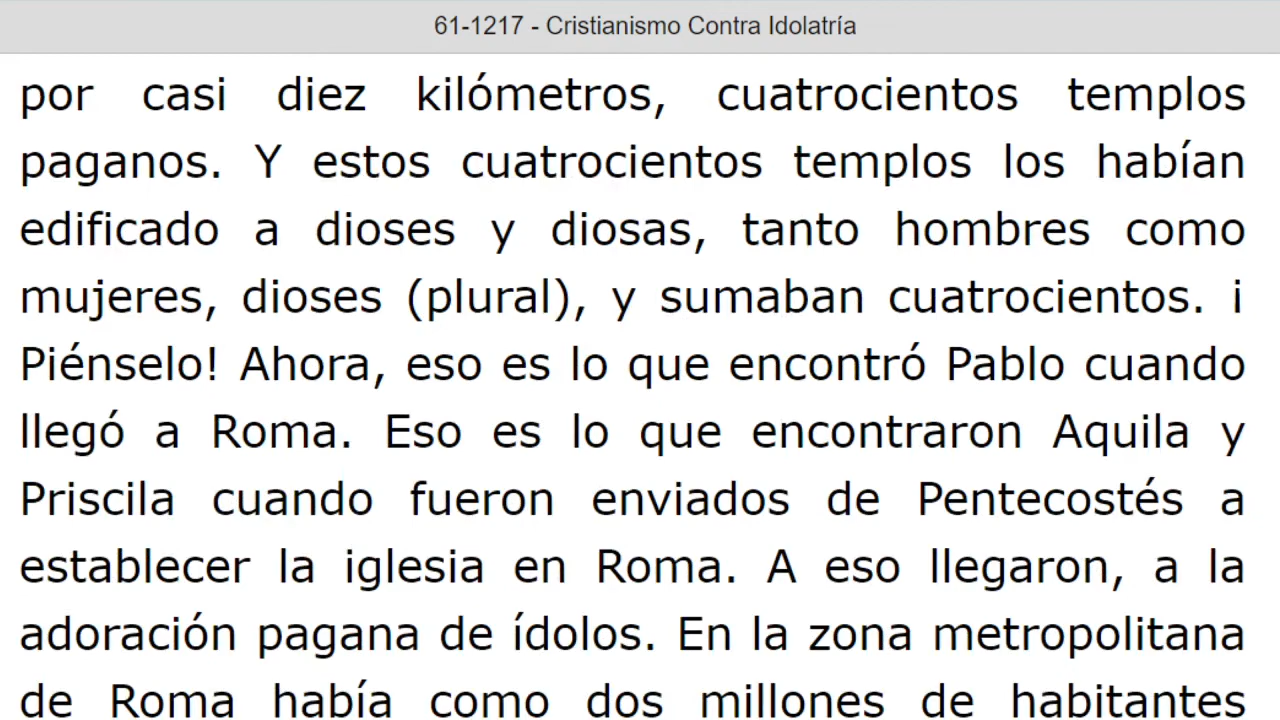 61-1217 - Cristianismo Contra Idolatría
por casi diez kilómetros, cuatrocientos templos
paganos. Y estos cuatrocientos templos los habían
edificado a dioses y diosas, tanto hombres como
mujeres, dioses (plural), y sumaban cuatrocientos. ¡
Piénselo! Ahora, eso es lo que encontró Pablo cuando
llegó a Roma. Eso es lo que encontraron Aquila y
Priscila cuando fueron enviados de Pentecostés a
establecer la iglesia en Roma. A eso llegaron, a la
adoración pagana de ídolos. En la zona metropolitana
de Roma había como dos millones de habitantes